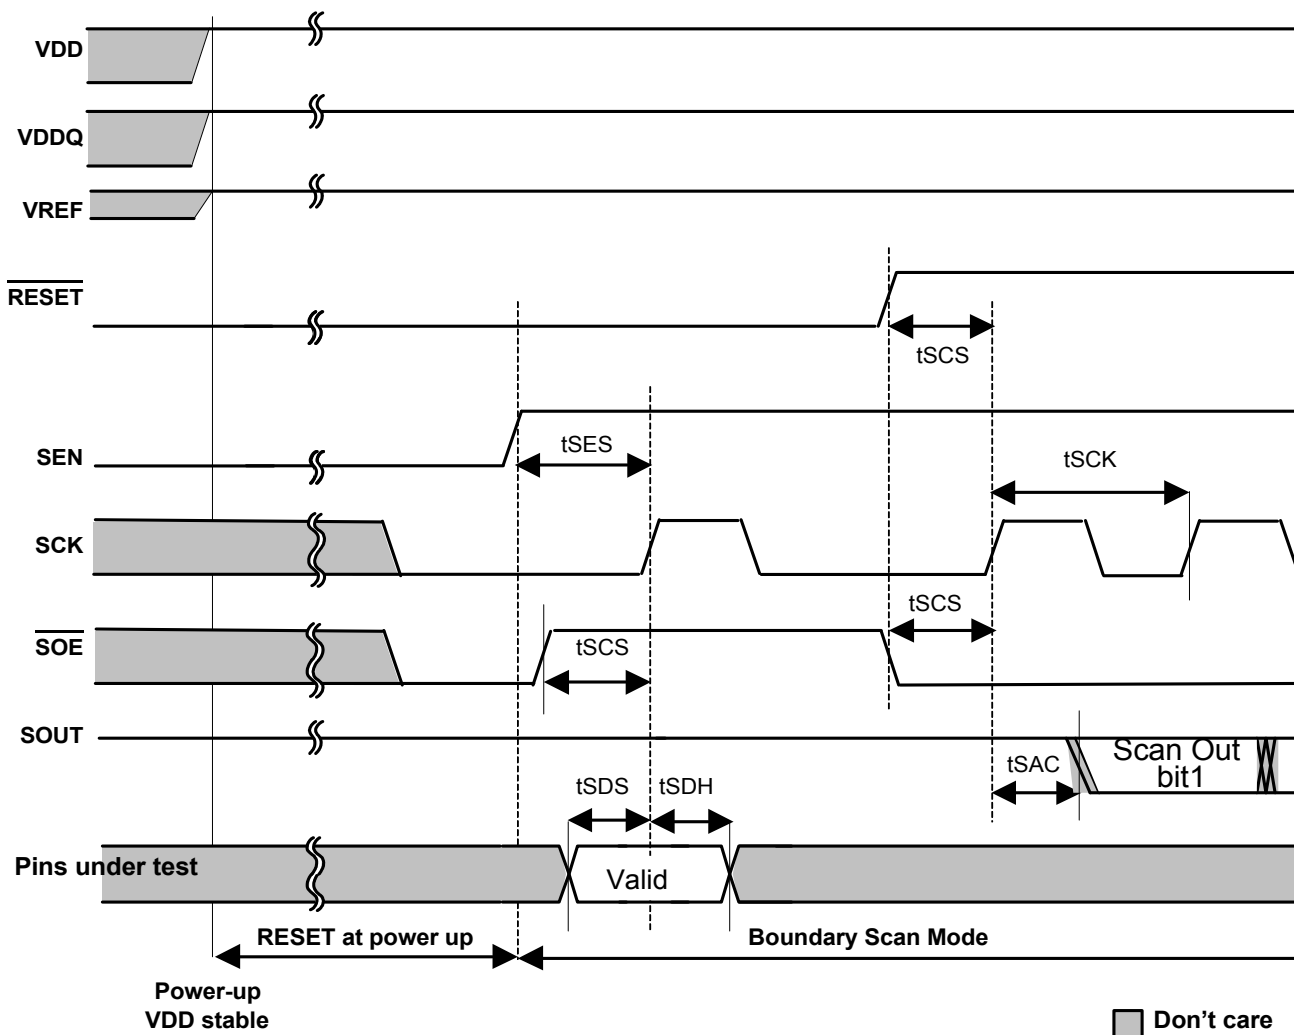 VDD
VDDQ
VREF
RESET
tSCS
SEN
tSES
tSCK
SCK
tSCS
SOE
tSCS
SOUT
Scan Out
bit1
tSAC
tSDS
tSDH
Pins under test
Valid
RESET at power up
Boundary Scan Mode
Power-up
VDD stable
Don't care